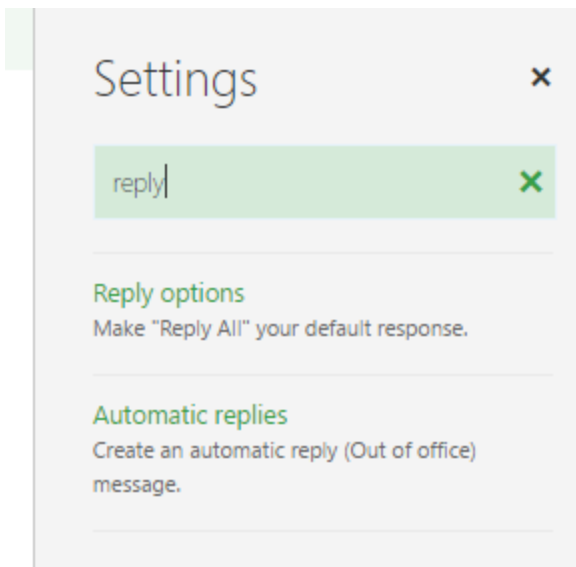 Settings
reply
Reply options
Make "Reply All" your default response.
Automatic replies
Create an automatic reply (Out of office)
message.